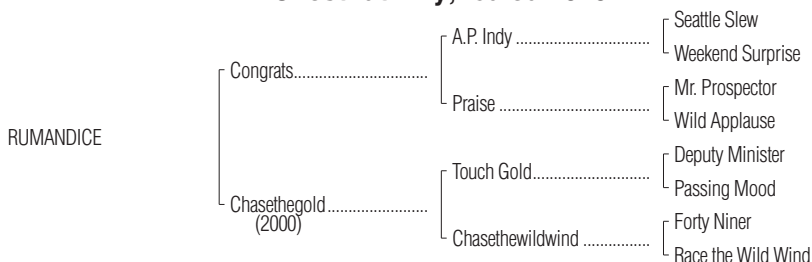 Seattle Slew
A.P. Indy ..................................
Weekend Surprise
Congrats.................................
Mr. Prospector
Praise ......................................
Wild Applause
RUMANDICE
Deputy Minister
Touch Gold..............................
Passing Mood
Chasethegold .........................
(2000)
Forty Niner
Chasethewildwind .................
Race the Wild Wind